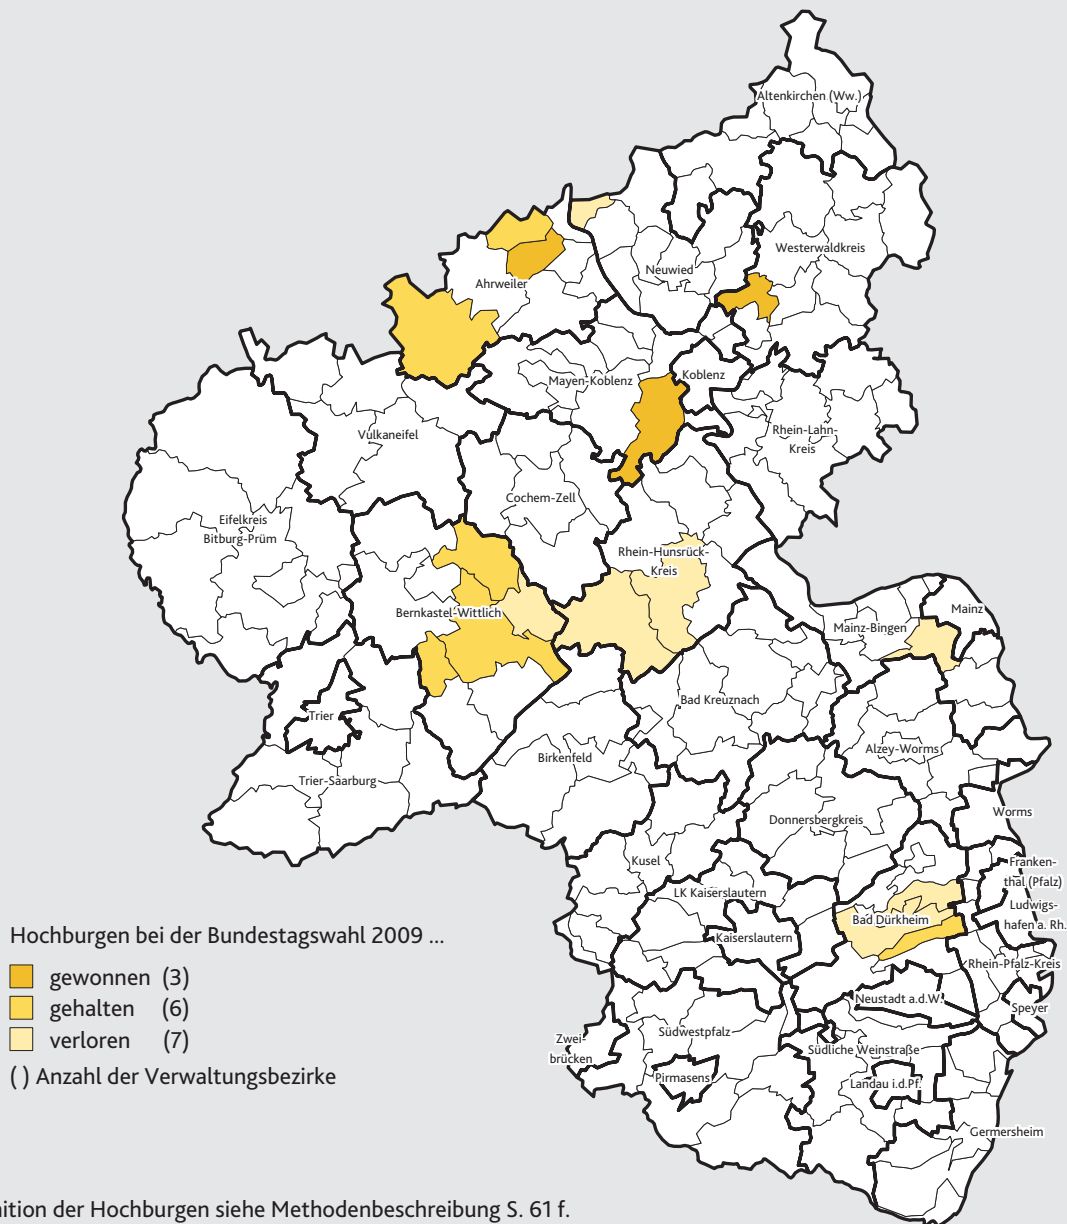 Altenkirchen (Ww.)
Westerwaldkreis
Neuwied
Ahrweiler
Mayen-Koblenz
Koblenz
Rhein-Lahn-
Kreis
Vulkaneifel
Cochem-Zell
Eifelkreis
Bitburg-Prüm
Rhein-Hunsrück-
Kreis
Bernkastel-Wittlich
Mainz
Mainz-Bingen
Bad Kreuznach
Trier
Alzey-Worms
Birkenfeld
Trier-Saarburg
Worms
Donnersbergkreis
Kusel
Franken-
thal (Pfalz)
LK Kaiserslautern
Ludwigs-
hafen a. Rh.
Bad Dürkheim
Kaiserslautern
Rhein-Pfalz-Kreis
Neustadt a.d.W.
Speyer
Südwestpfalz
Zwei-
brücken
Südliche Weinstraße
Pirmasens
Landau i.d.Pf.
Germersheim
Hochburgen bei der Bundestagswahl 2009 ...
gewonnen (3)
gehalten (6)
verloren (7)
( ) Anzahl der Verwaltungsbezirke
nition der Hochburgen siehe Methodenbeschreibung S. 61 f.